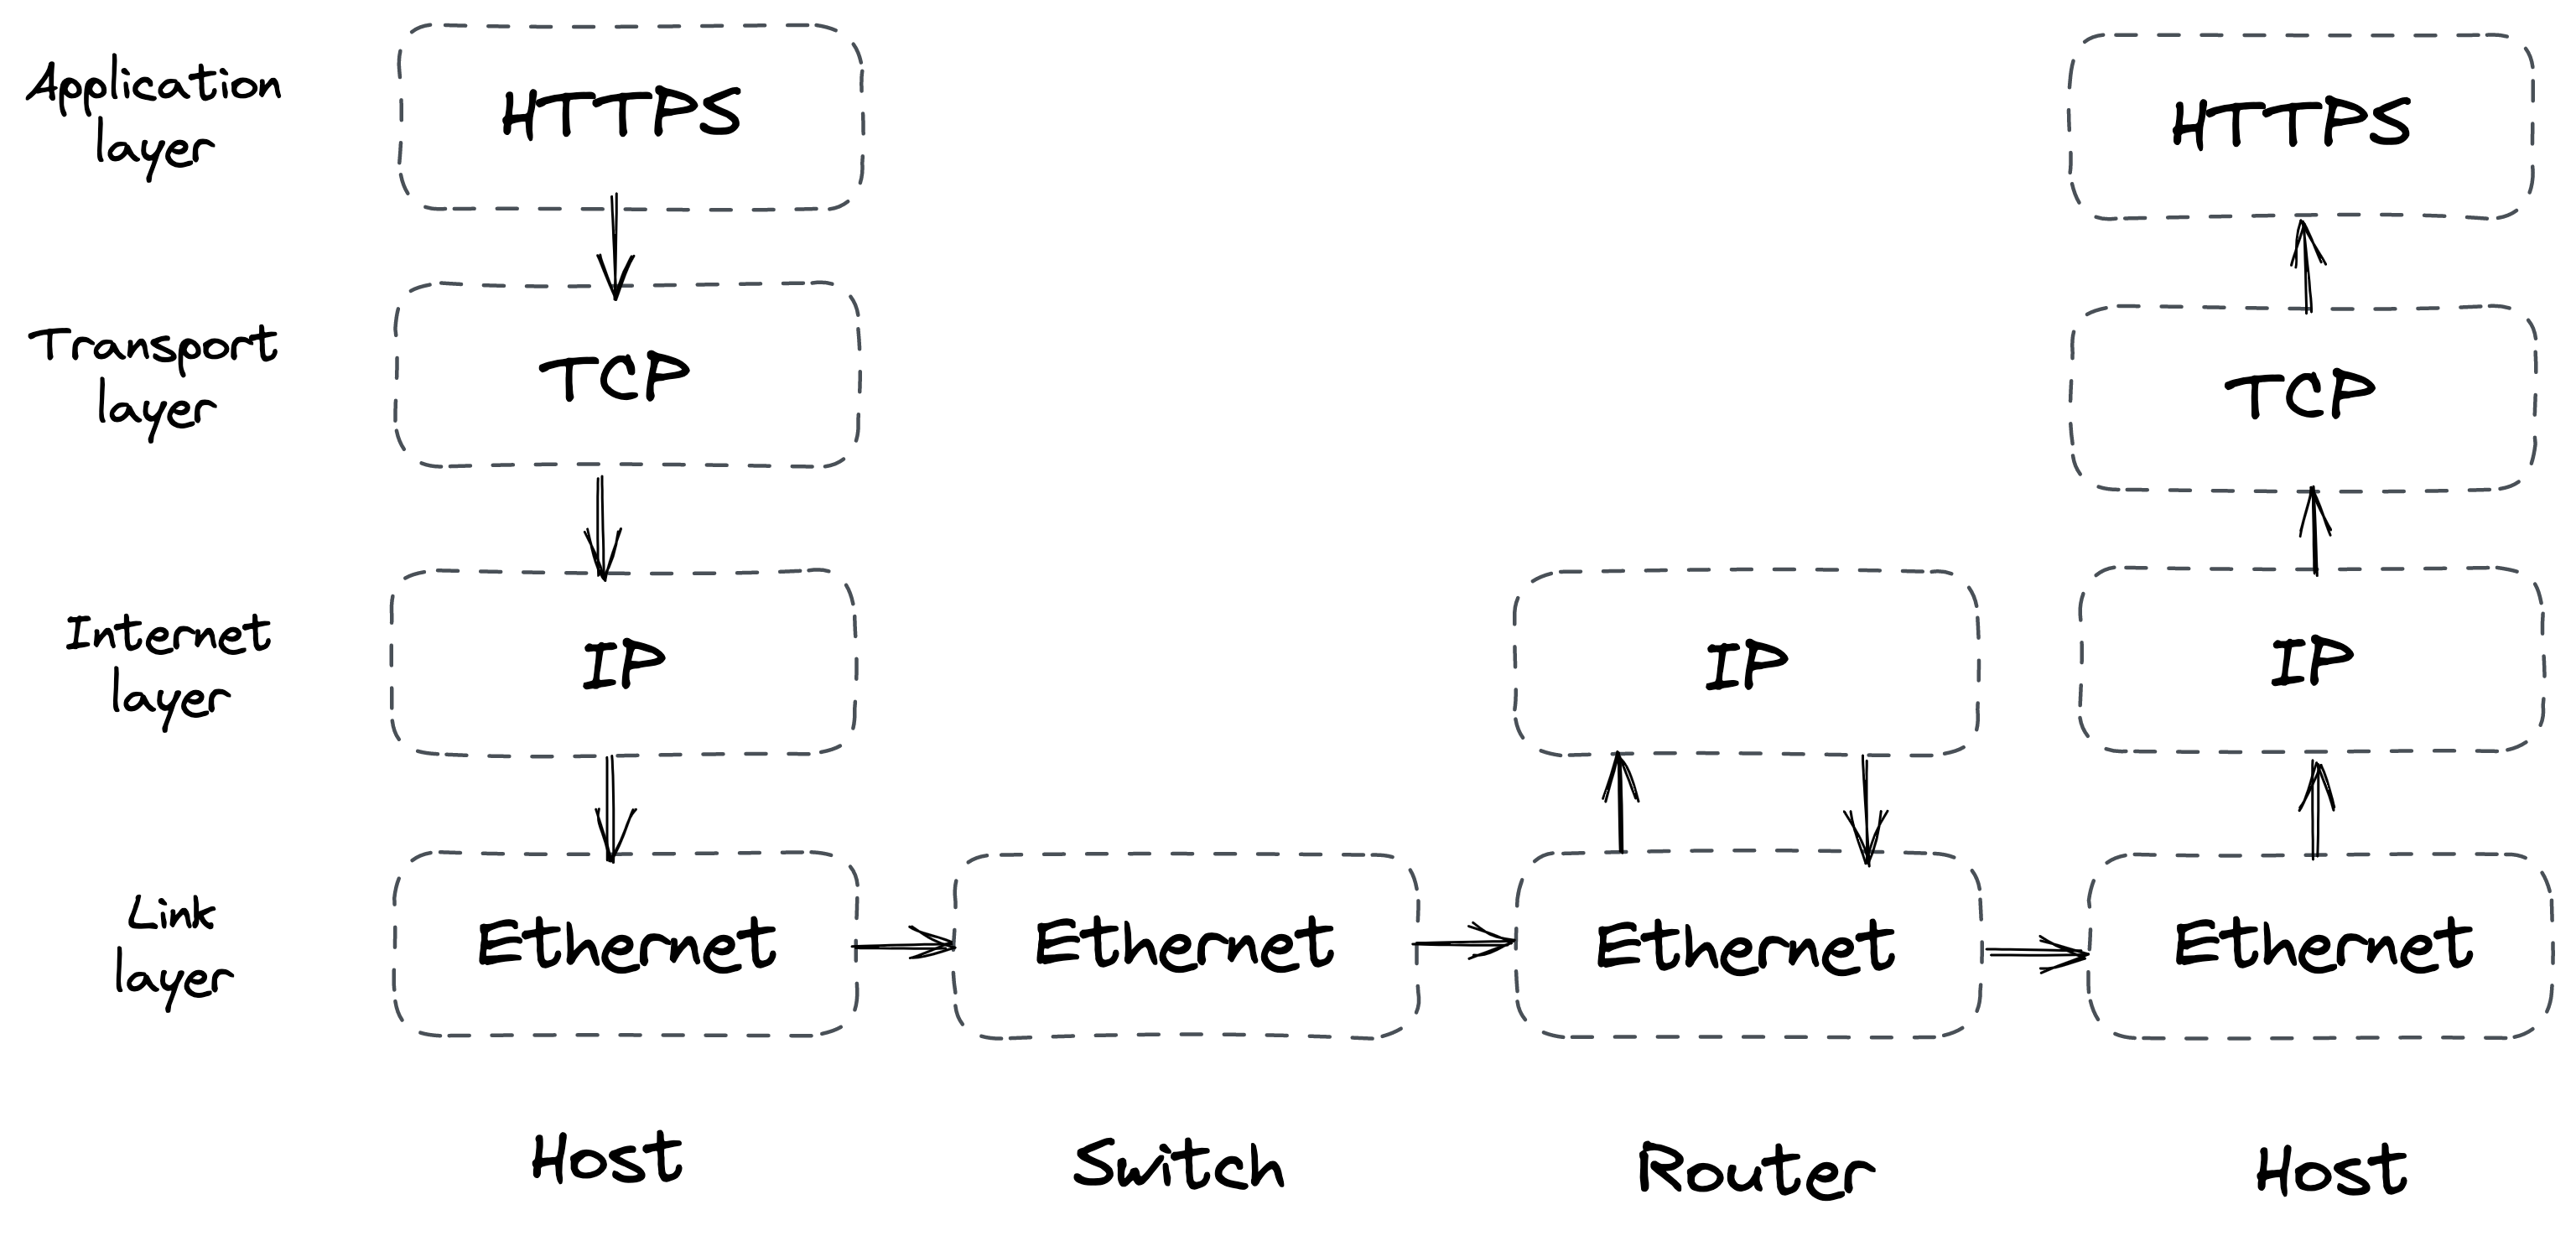 Application
layer
HTTPS
HTTPS
Transport
layer
TCP
TCP
Internet
layer
IP
IP
IP
Link
layer
Ethernet
Ethernet
Ethernet
Ethernet
Host
Switch
Router
Host